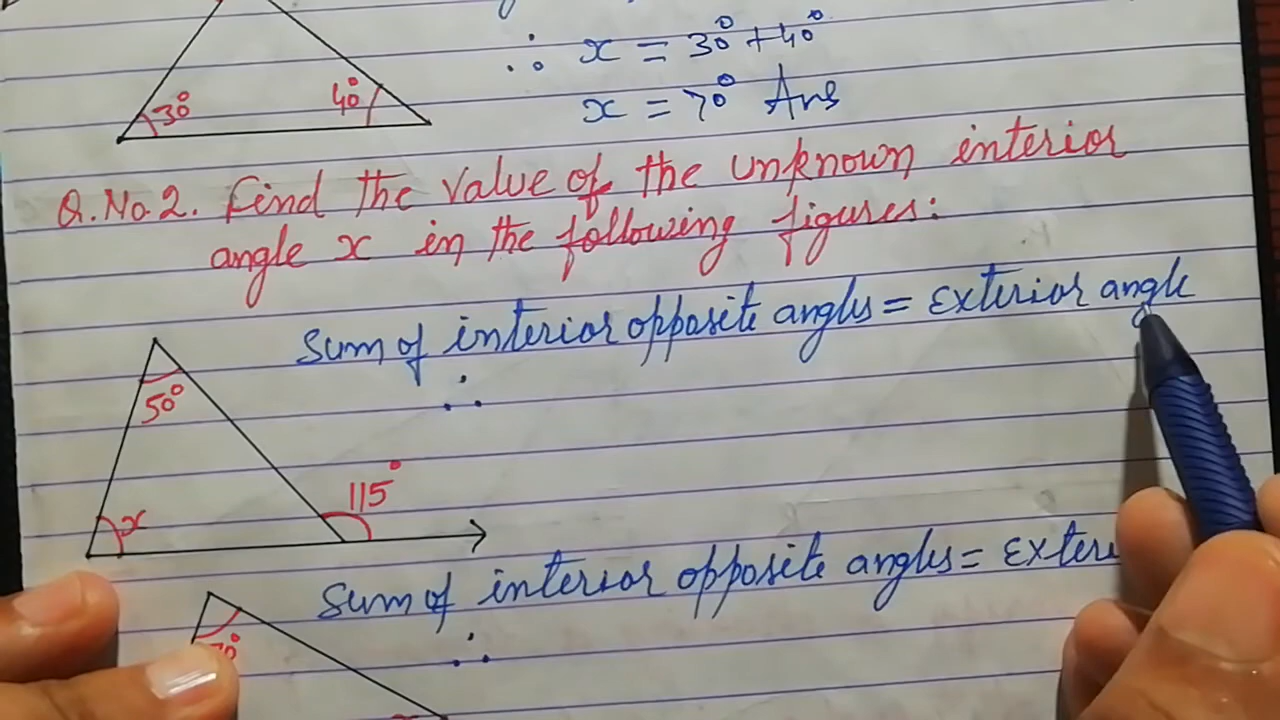 ∴ x = 30° + 40°
30° 40°
x = 70° Ans
Q.No.2. Find the value of the unknown interior
angle x in the following figures:
Sum of interior opposite angles = Exterior angle
50°
∴
115°
x
Sum of interior opposite angles = Exteri
∴